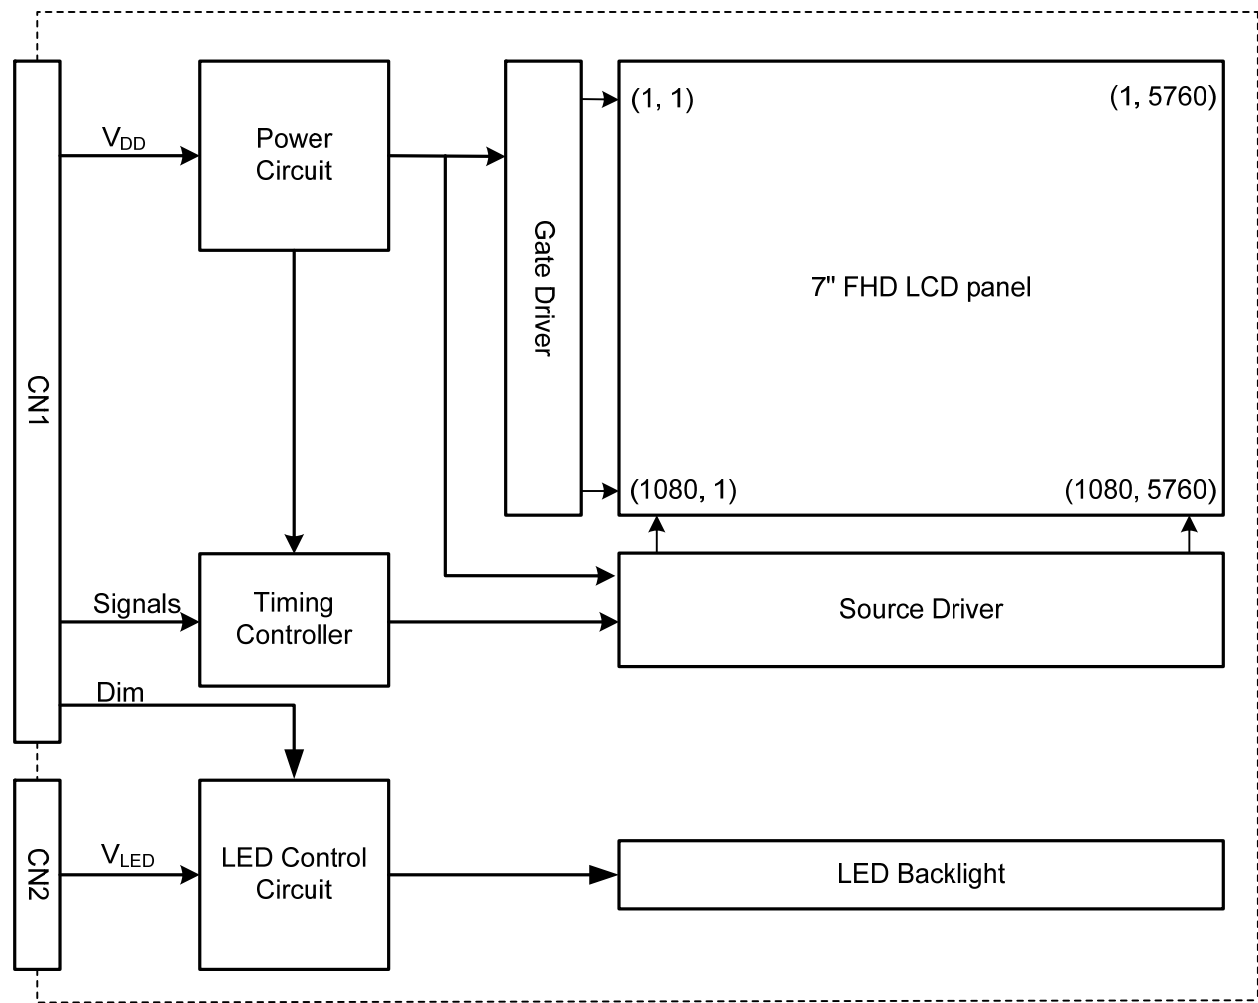 CN1
VDD
Power
Circuit
Gate Driver
(1, 1)
(1, 5760)
7" FHD LCD panel
(1080, 1)
(1080, 5760)
Signals
Timing
Controller
Source Driver
Dim
CN2
VLED
LED Control
Circuit
LED Backlight